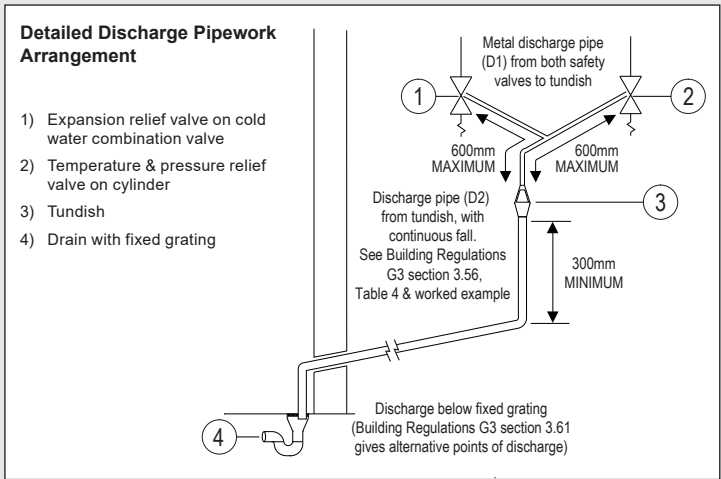 Detailed Discharge Pipework
Arrangement
1) Expansion relief valve on cold
water combination valve
2) Temperature & pressure relief
valve on cylinder
3) Tundish
4) Drain with fixed grating
Metal discharge pipe
(D1) from both safety
valves to tundish
1
2
600mm
MAXIMUM
600mm
MAXIMUM
3
Discharge pipe (D2)
from tundish, with
continuous fall.
See Building Regulations
G3 section 3.56,
Table 4 & worked example
300mm
MINIMUM
4
Discharge below fixed grating
(Building Regulations G3 section 3.61
gives alternative points of discharge)